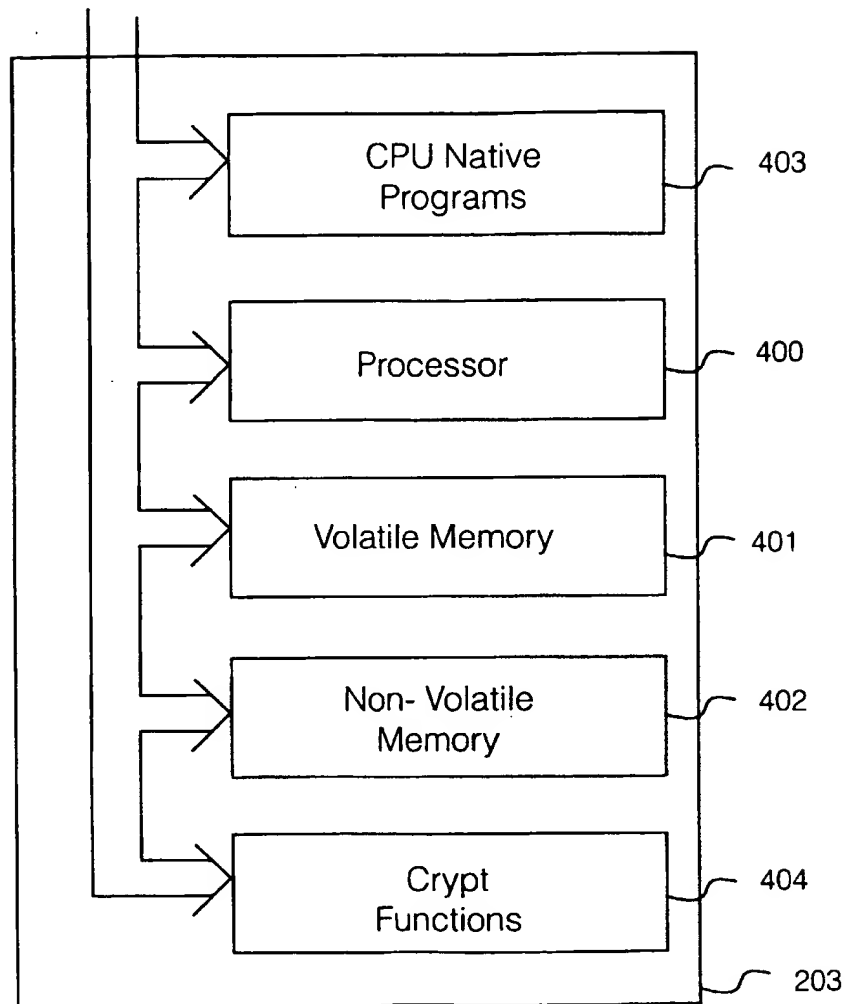 CPU Native
Programs
403
Processor
400
Volatile Memory
401
Non- Volatile
Memory
402
Crypt
Functions
404
203